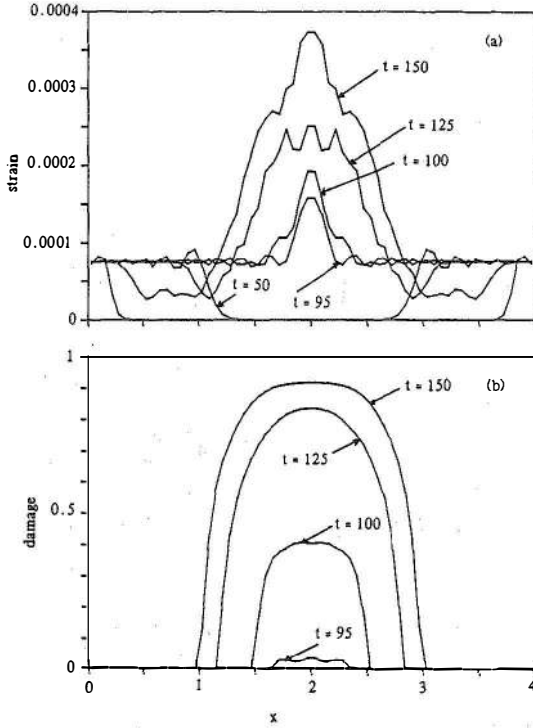 0.0004
(a)
t = 150
0.0003
t = 125
0.0002
t = 100
strain
0.0001
t = 50
t = 95
0
1
(b)
t = 150
t = 125
0.5
damage
t = 100
t = 95
0
0 1 2 3 4
x